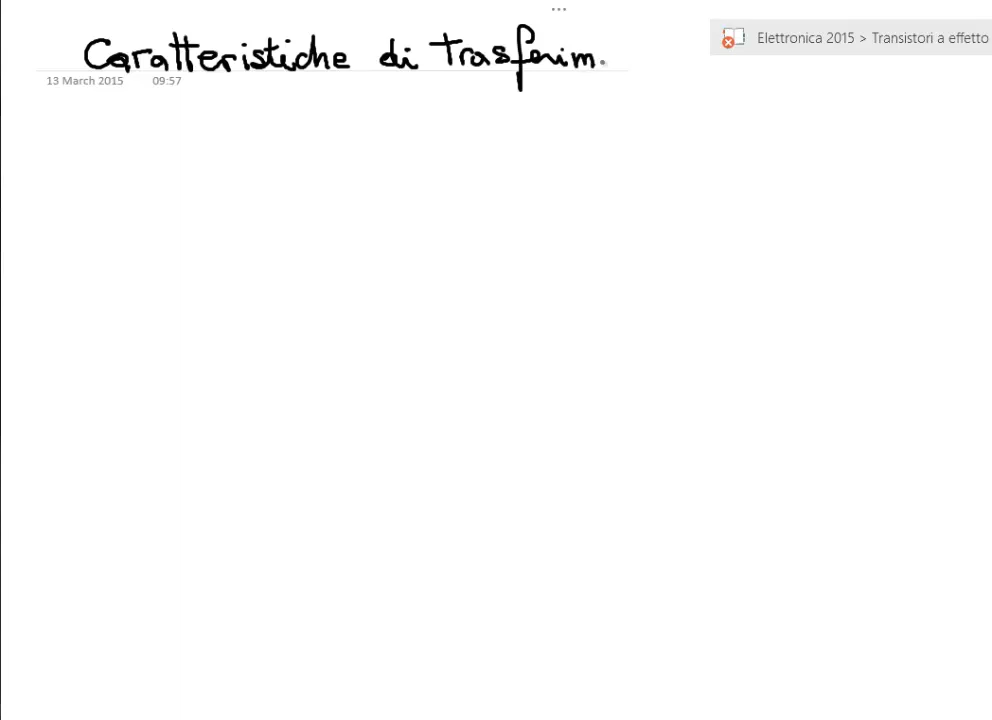 Caratteristiche di trasferim.
13 March 2015 09:57
Elettronica 2015 > Transistori a effetto